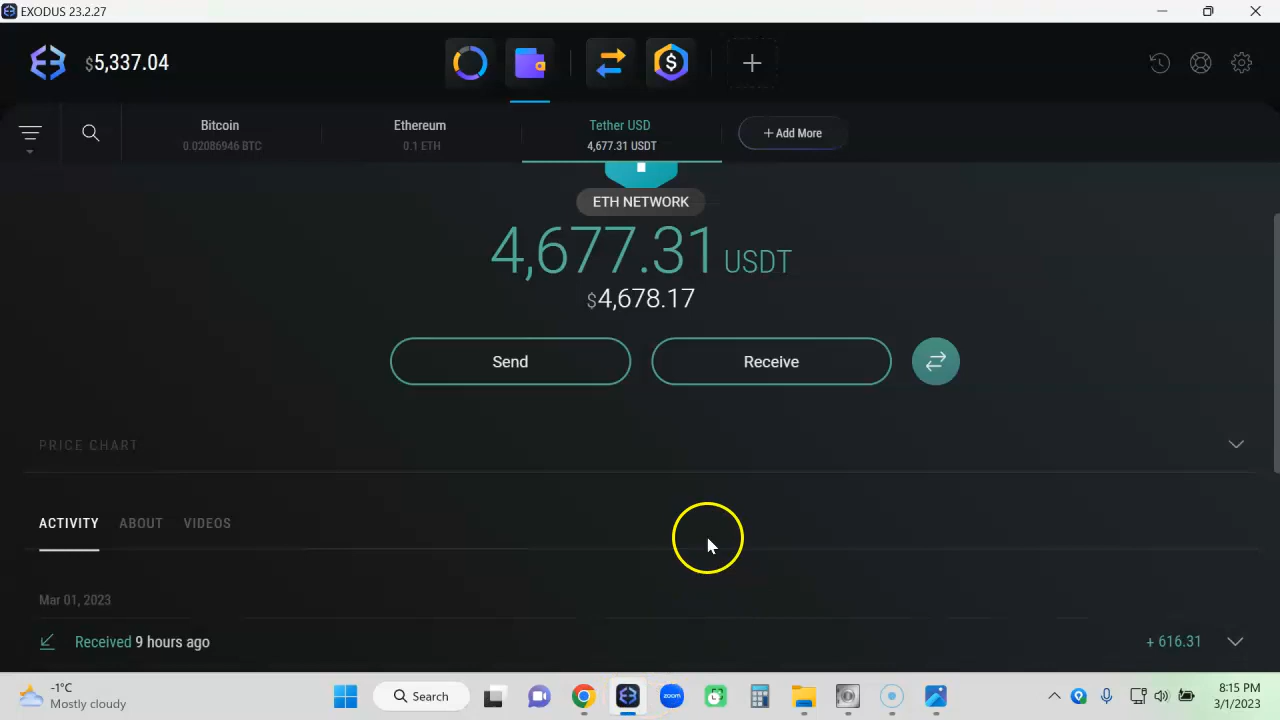 EXODUS 23.2.27
$5,337.04
Bitcoin
0.02086946 BTC
Ethereum
0.1 ETH
Tether USD
4,677.31 USDT
+ Add More
ETH NETWORK
4,677.31 USDT
$4,678.17
Send
Receive
PRICE CHART
ACTIVITY ABOUT VIDEOS
Mar 01, 2023
Received 9 hours ago
+ 616.31
-1°C
Mostly cloudy
Search
zoom
8:15 PM
3/1/2023